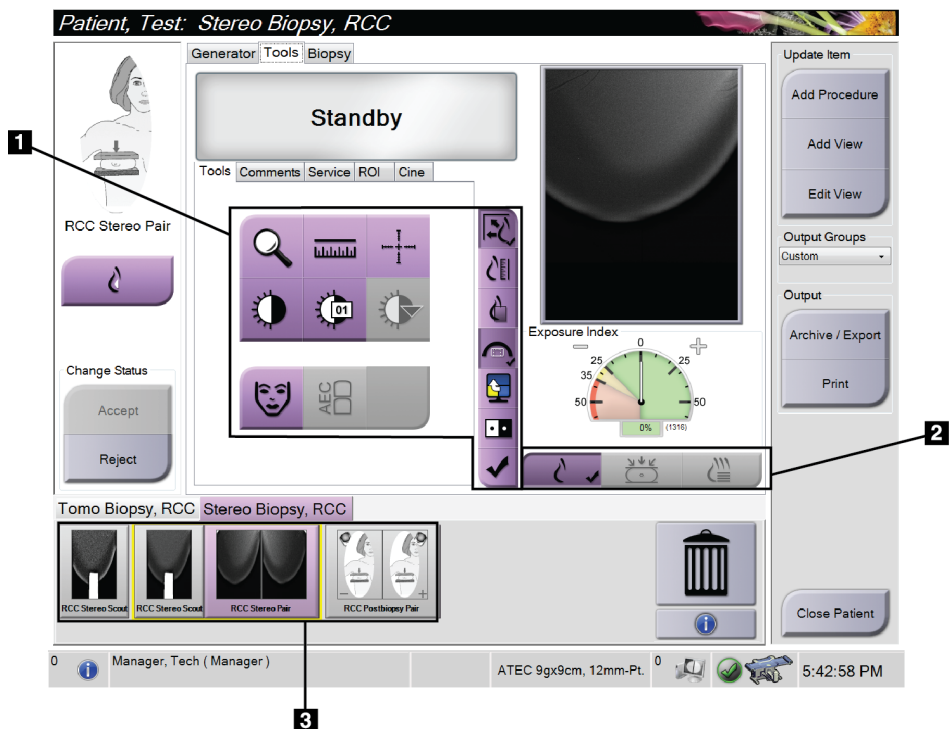 Patient, Test: Stereo Biopsy, RCC
Generator Tools Biopsy
Update Item
Add Procedure
Add View
Edit View
Standby
1
Tools Comments Service ROI Cine
RCC Stereo Pair
Output Groups
Custom
01
Output
Archive / Export
Print
Exposure Index
0
25 25
35
50 50
0% (1316)
AEC
Change Status
Accept
Reject
2
Tomo Biopsy, RCC Stereo Biopsy, RCC
RCC Stereo Scout RCC Stereo Scout RCC Stereo Pair RCC Postbiopsy Pair
Close Patient
0 Manager, Tech ( Manager ) ATEC 9gx9cm, 12mm-Pt. 0 5:42:58 PM
3